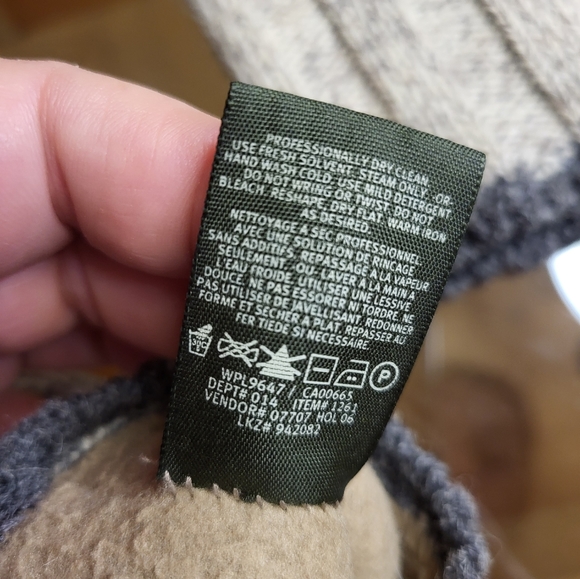 PROFESSIONALLY DRY CLEAN.
USE FRESH SOLVENT. STEAM ONLY. OR
HAND WASH COLD. USE MILD DETERGENT
DO NOT WRING OR TWIST. DO NOT
BLEACH. RESHAPE. DRY FLAT. WARM IRON
AS DESIRED.
NETTOYAGE A SEC PROFESSIONNEL
AVEC UNE SOLUTION DE RINCAGE
SANS ADDITIFS. REPASSAGE A LA VAPEUR
SEULEMENT. OU LAVER A LA MAIN A
L'EAU FROIDE. UTILISER UNE LESSIVE
DOUCE. NE PAS ESSORER NI TORDRE. NE
PAS UTILISER DE JAVELLISANT. REDONNER
FORME ET SECHER A PLAT. REPASSER AU
FER TIEDE SI NECESSAIRE
30°C P
WPL9647 / CA00665
DEPT# 014 ITEM# 1261
VENDOR# 07707 HOL 06
LKZ# 942082